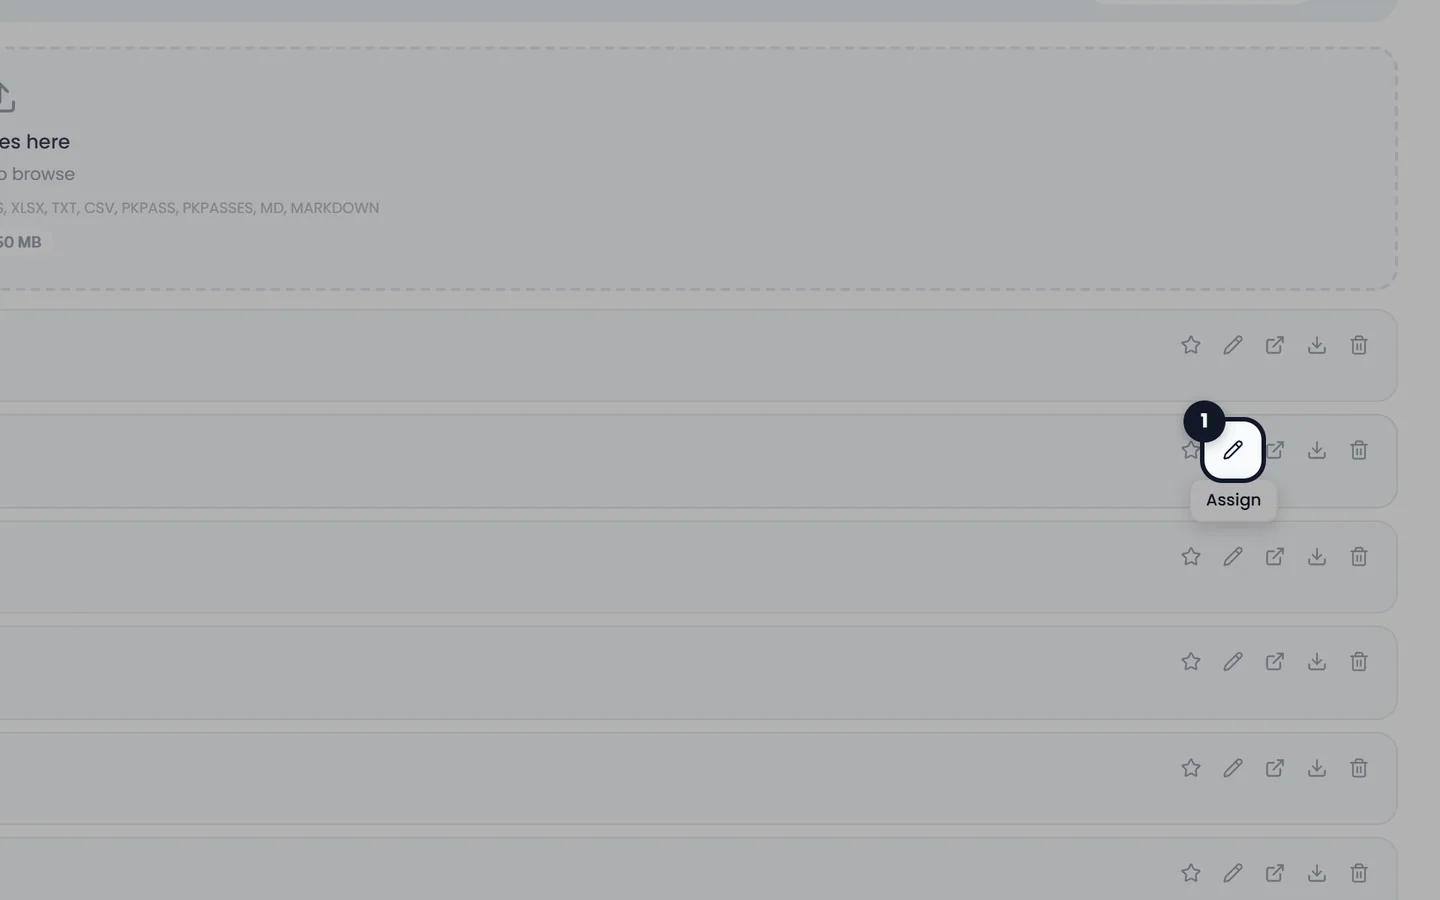 es here
o browse
S, XLSX, TXT, CSV, PKPASS, PKPASSES, MD, MARKDOWN
50 MB
1
Assign